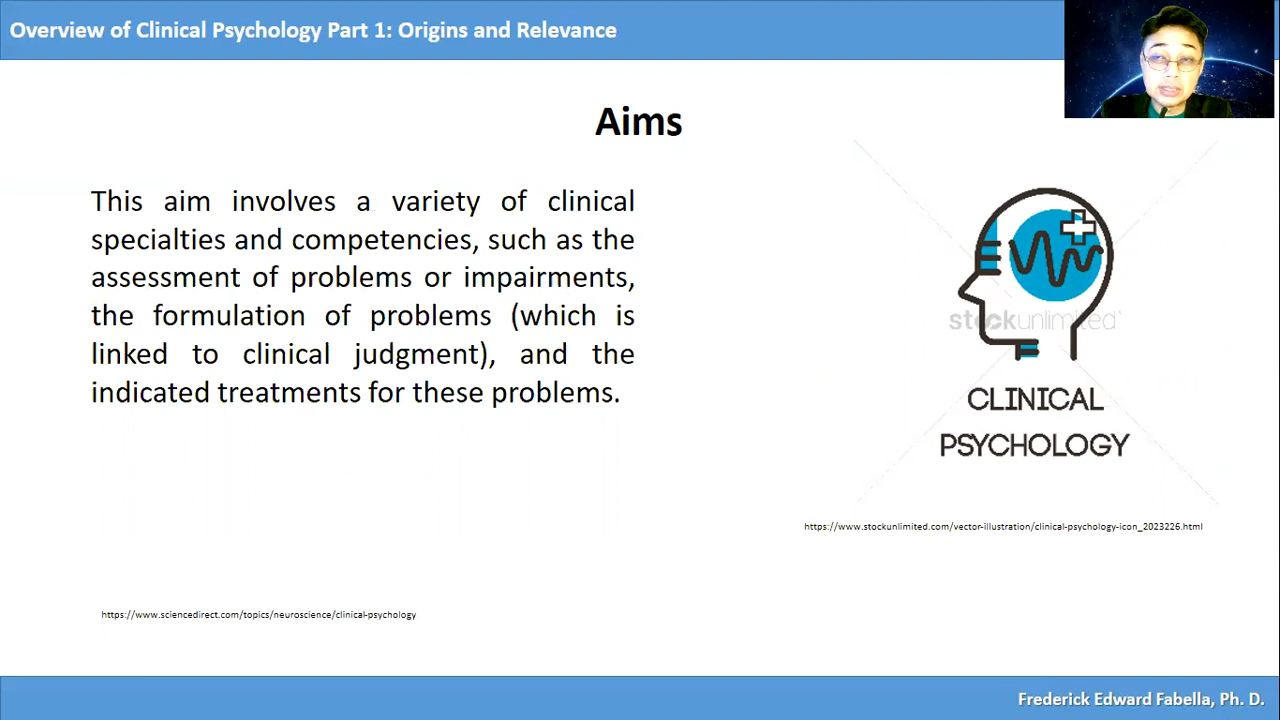 Overview of Clinical Psychology Part 1: Origins and Relevance
Aims
This aim involves a variety of clinical
specialties and competencies, such as the
assessment of problems or impairments,
the formulation of problems (which is
linked to clinical judgment), and the
indicated treatments for these problems.
stockunlimited
CLINICAL
PSYCHOLOGY
https://www.stockunlimited.com/vector-illustration/clinical-psychology-icon_2023226.html
https://www.sciencedirect.com/topics/neuroscience/clinical-psychology
Frederick Edward Fabella, Ph. D.